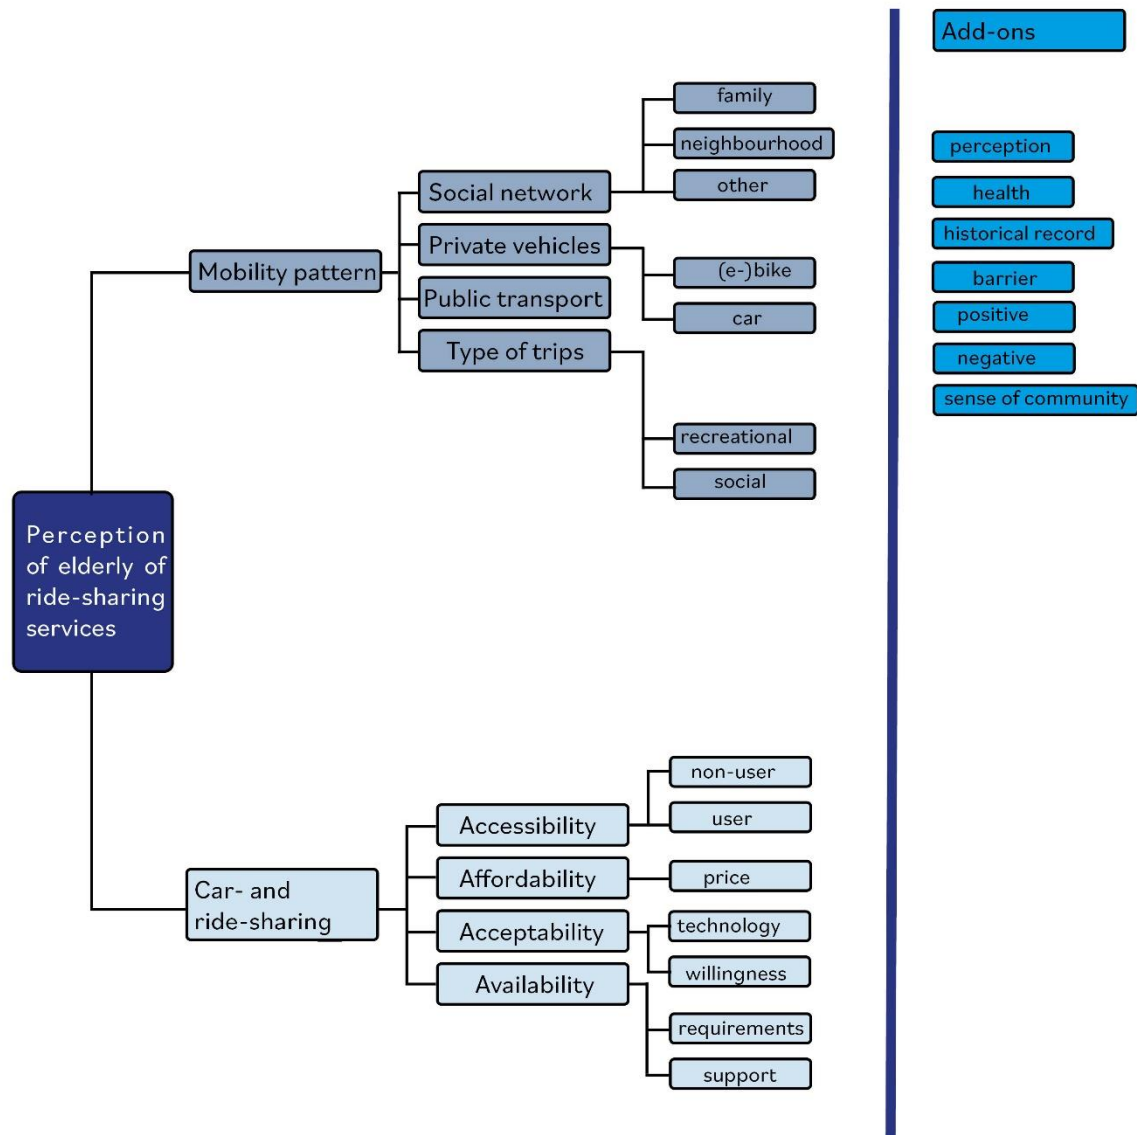 Add-ons
family
neighbourhood
other
Social network
Private vehicles
Public transport
Type of trips
Mobility pattern
(e-)bike
car
recreational
social
perception
health
historical record
barrier
positive
negative
sense of community
Perception
of elderly of
ride-sharing
services
Car- and
ride-sharing
Accessibility
Affordability
Acceptability
Availability
non-user
user
price
technology
willingness
requirements
support